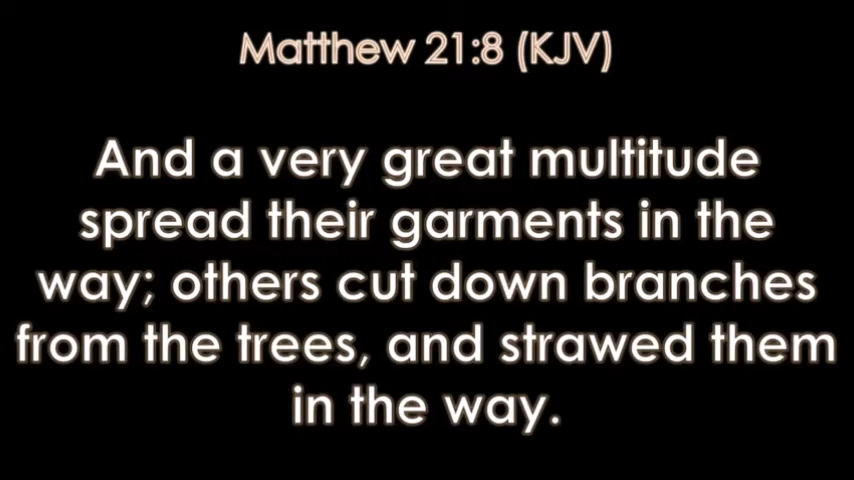 Matthew 21:8 (KJV)
And a very great multitude
spread their garments in the
way; others cut down branches
from the trees, and strawed them
in the way.